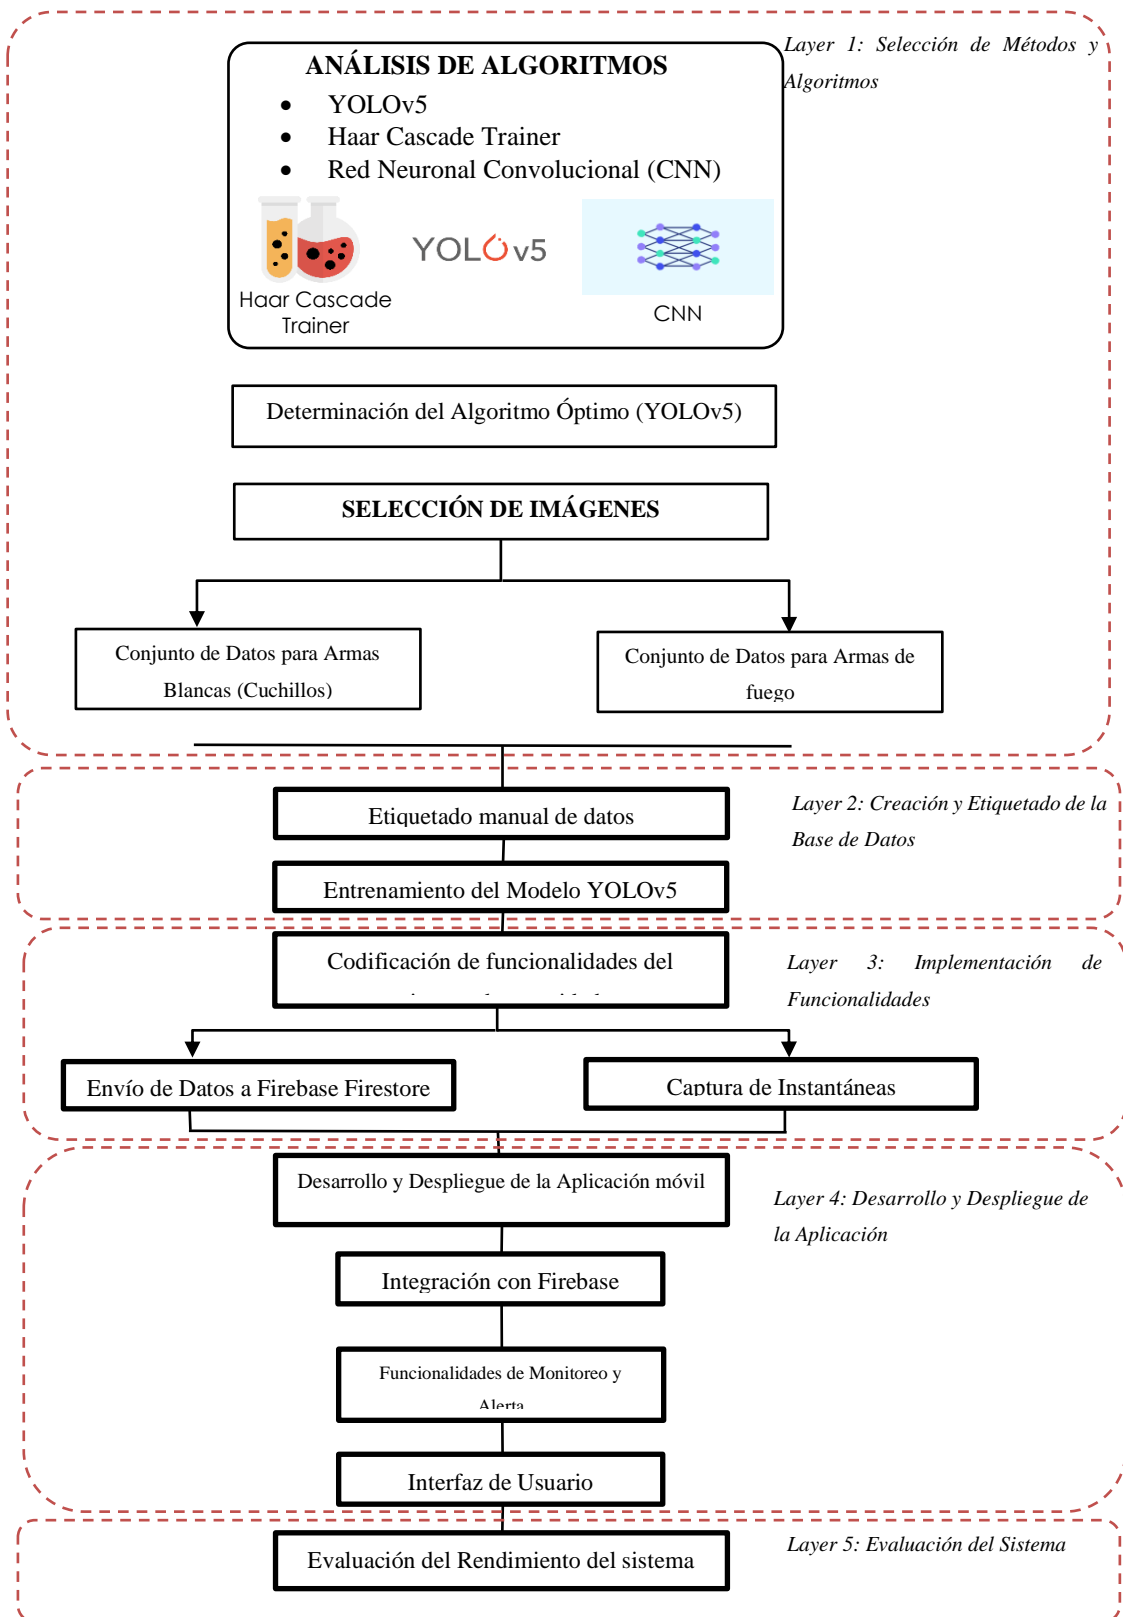 Layer 1: Selección de Métodos y
Algoritmos
ANÁLISIS DE ALGORITMOS
• YOLOv5
• Haar Cascade Trainer
• Red Neuronal Convolucional (CNN)
Haar Cascade
Trainer
YOLOv5
CNN
Determinación del Algoritmo Óptimo (YOLOv5)
SELECCIÓN DE IMÁGENES
Conjunto de Datos para Armas
Blancas (Cuchillos)
Conjunto de Datos para Armas de
fuego
Layer 2: Creación y Etiquetado de la
Base de Datos
Etiquetado manual de datos
Entrenamiento del Modelo YOLOv5
Layer 3: Implementación de
Funcionalidades
Codificación de funcionalidades del
Envío de Datos a Firebase Firestore
Captura de Instantáneas
Layer 4: Desarrollo y Despliegue de
la Aplicación
Desarrollo y Despliegue de la Aplicación móvil
Integración con Firebase
Funcionalidades de Monitoreo y
Alerta
Interfaz de Usuario
Layer 5: Evaluación del Sistema
Evaluación del Rendimiento del sistema